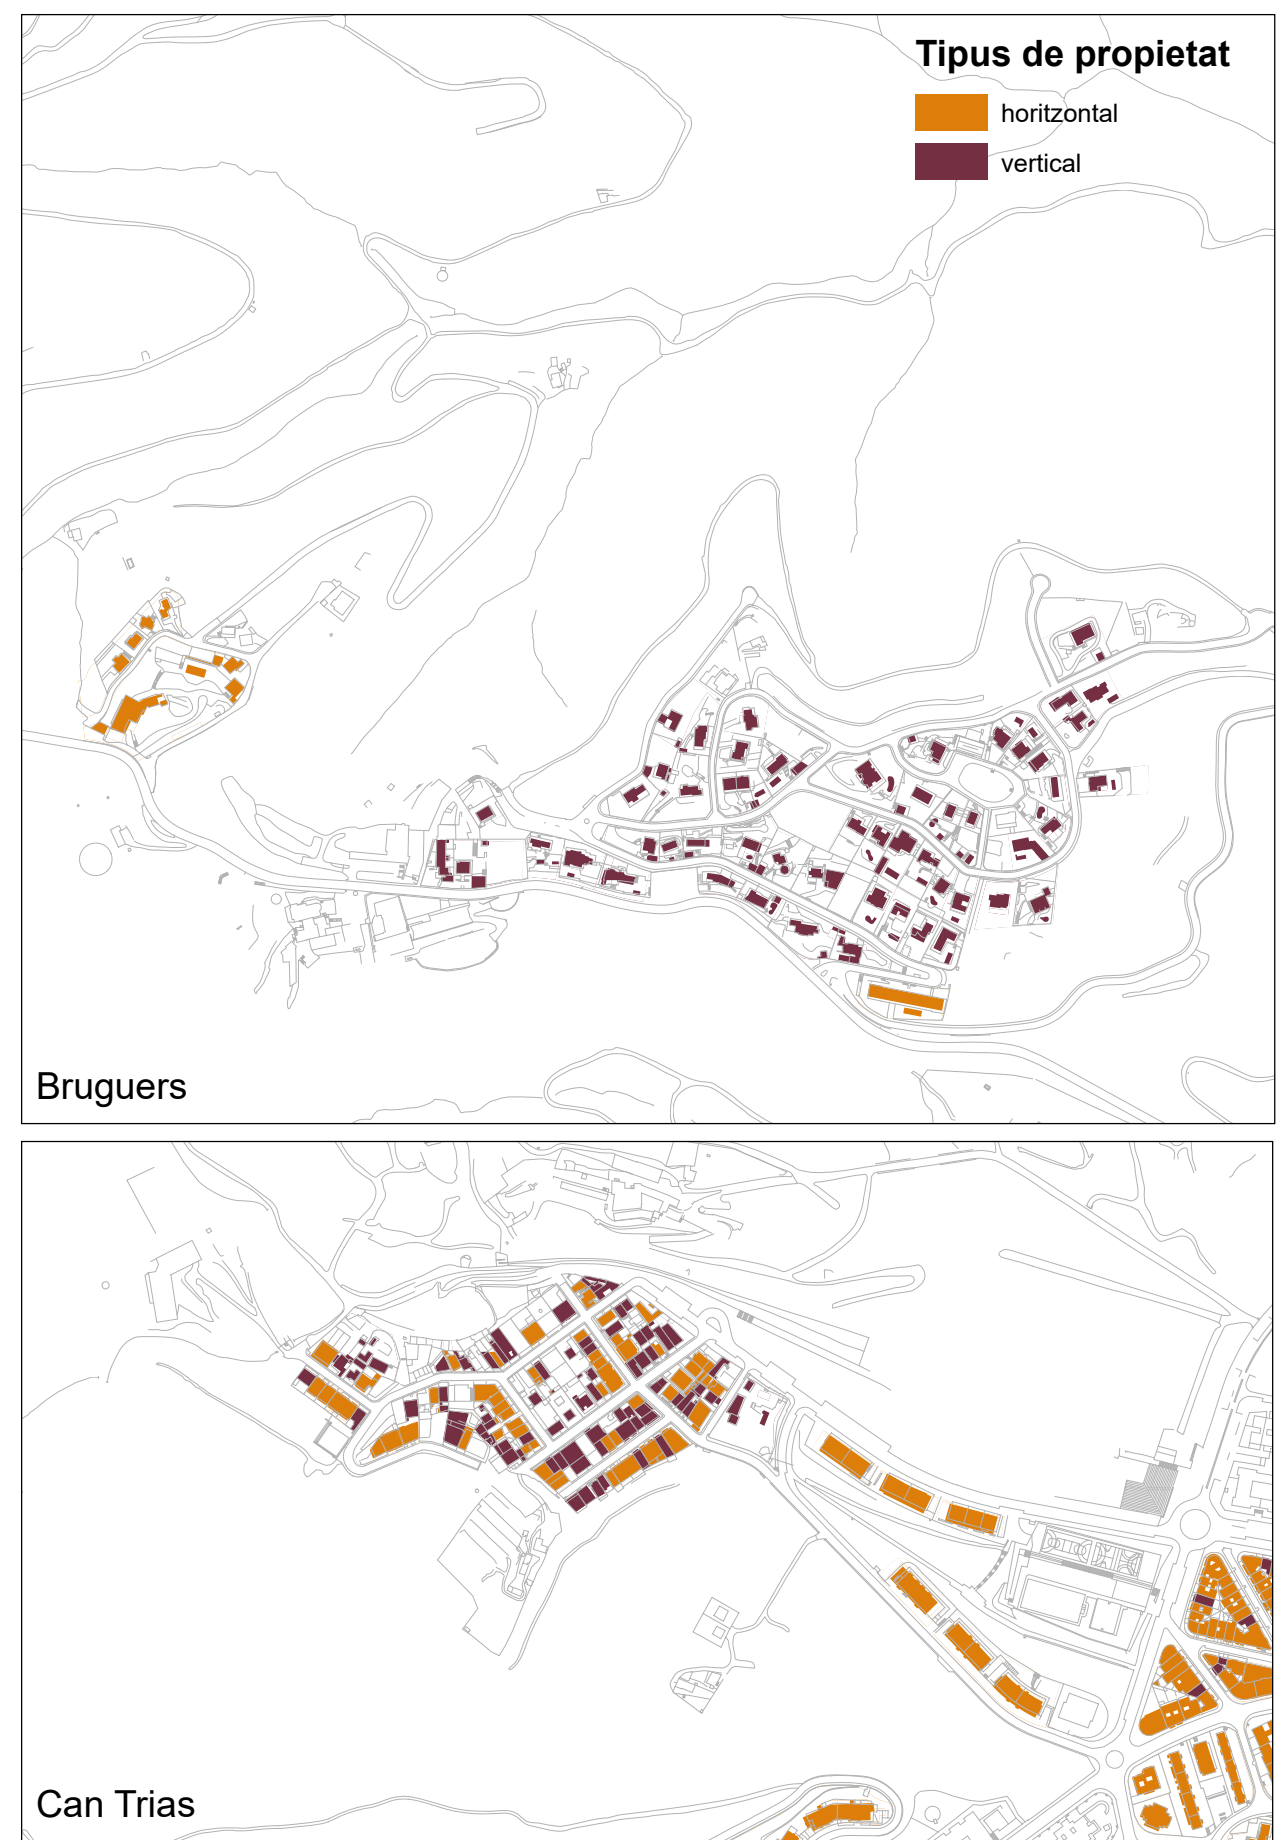 Tipus de propietat
horitzontal
vertical
Bruguers
Can Trias